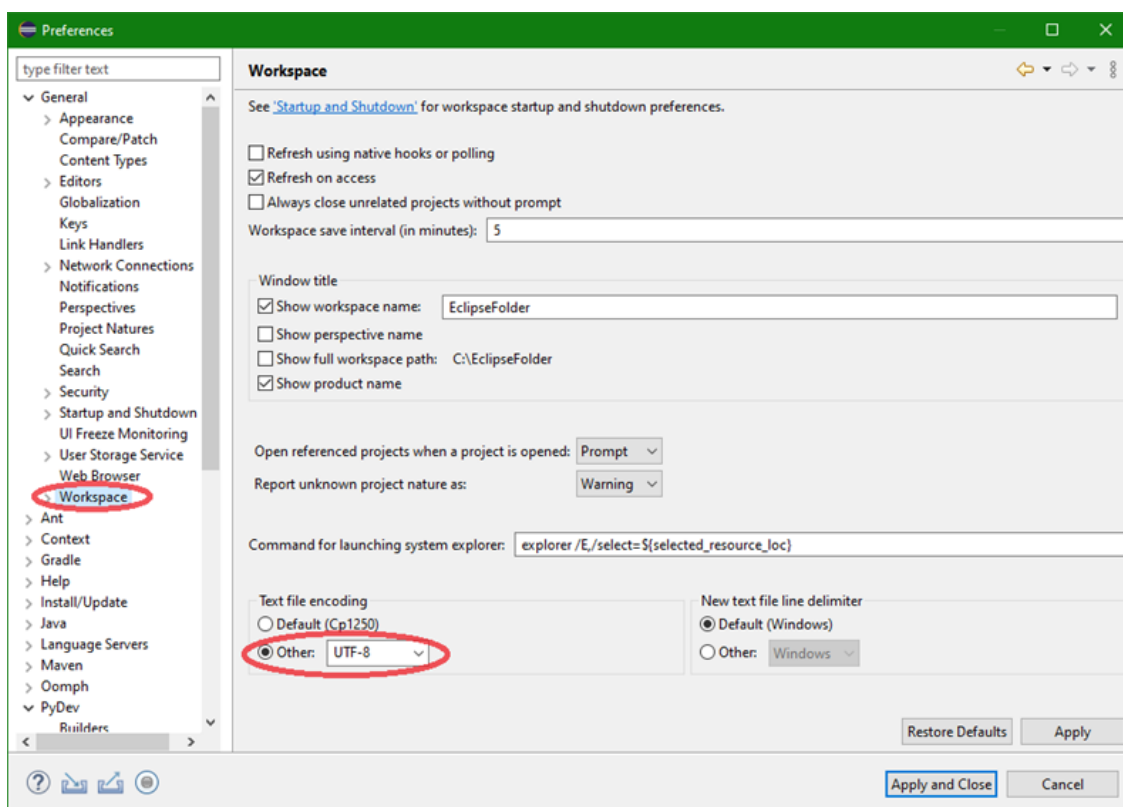 Preferences
type filter text
General
Appearance
Compare/Patch
Content Types
Editors
Globalization
Keys
Link Handlers
Network Connections
Notifications
Perspectives
Project Natures
Quick Search
Search
Security
Startup and Shutdown
UI Freeze Monitoring
User Storage Service
Web Browser
Workspace
Ant
Context
Gradle
Help
Install/Update
Java
Language Servers
Maven
Oomph
PyDev
Builders
Workspace
See 'Startup and Shutdown' for workspace startup and shutdown preferences.
Refresh using native hooks or polling
Refresh on access
Always close unrelated projects without prompt
Workspace save interval (in minutes): 5
Window title
Show workspace name: EclipseFolder
Show perspective name
Show full workspace path: C:\EclipseFolder
Show product name
Open referenced projects when a project is opened: Prompt
Report unknown project nature as: Warning
Command for launching system explorer: explorer /E,/select=${selected_resource_loc}
Text file encoding
Default (Cp1250)
Other: UTF-8
New text file line delimiter
Default (Windows)
Other: Windows
Restore Defaults Apply
Apply and Close Cancel